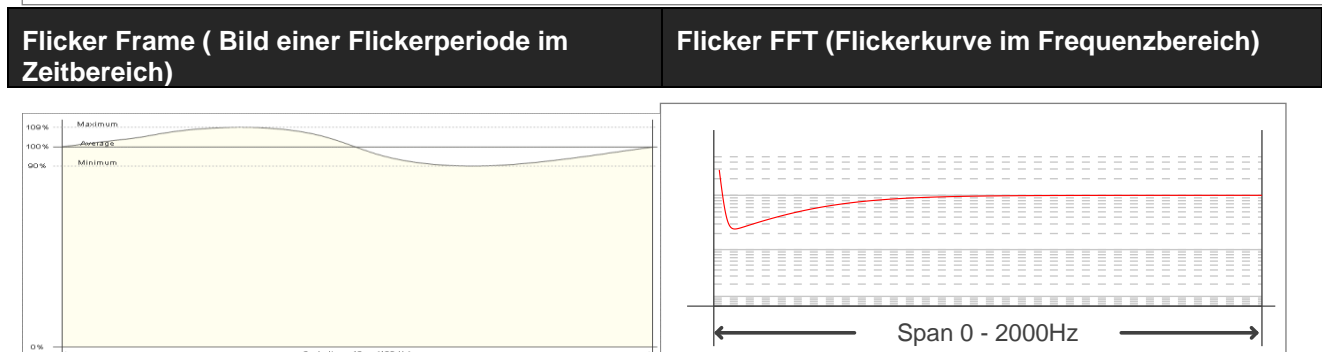 Flicker Frame ( Bild einer Flickerperiode im
Zeitbereich)
Flicker FFT (Flickerkurve im Frequenzbereich)
109%
Maximum
100%
Average
90%
Minimum
0%
Span 0 - 2000Hz